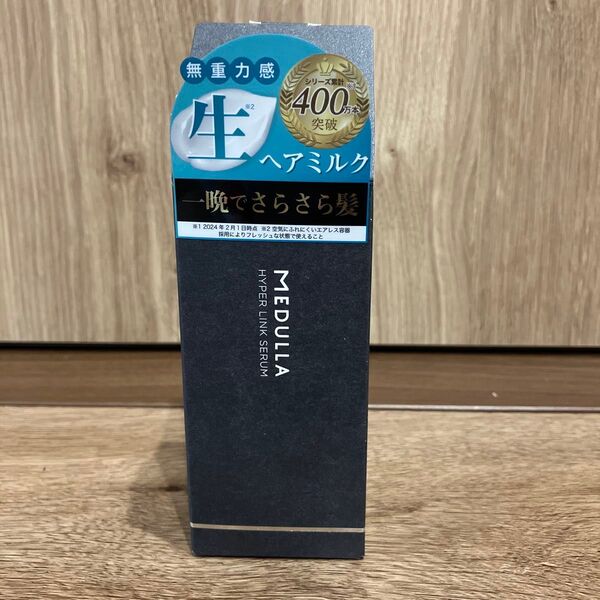 無重力感
シリーズ累計※1
400万本
突破
生※2
ヘアミルク
一晩でさらさら髪
※1 2024年2月1日時点 ※2 空気にふれにくいエアレス容器
採用によりフレッシュな状態で使えること
MEDULLA
HYPER LINK SERUM